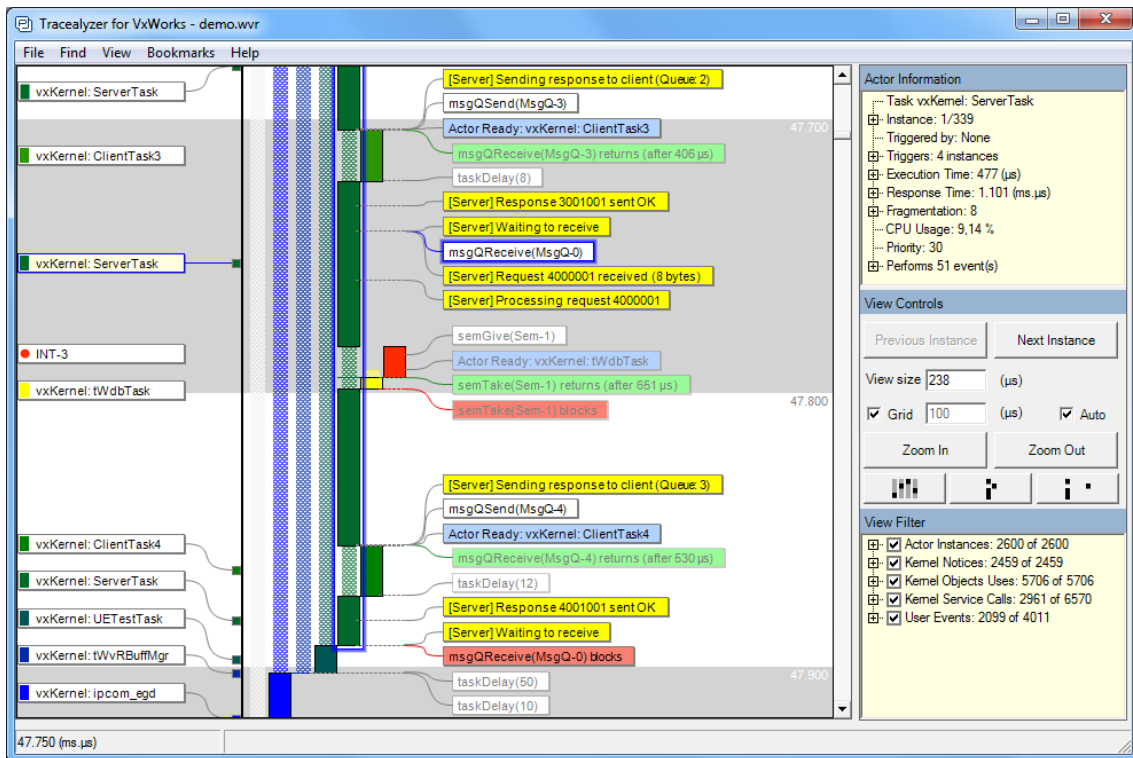 Tracealyzer for VxWorks - demo.wvr
File Find View Bookmarks Help
vxKernel: ServerTask
vxKernel: ClientTask3
vxKernel: ServerTask
INT-3
vxKernel: tWdbTask
vxKernel: ClientTask4
vxKernel: ServerTask
vxKernel: UETestTask
vxKernel: tWvRBuffMgr
vxKernel: ipcom_egd
[Server] Sending response to client (Queue: 2)
msgQSend(MsgQ-3)
Actor Ready: vxKernel: ClientTask3
47.700
msgQReceive(MsgQ-3) returns (after 406 µs)
taskDelay(8)
[Server] Response 3001001 sent OK
[Server] Waiting to receive
msgQReceive(MsgQ-0)
[Server] Request 4000001 received (8 bytes)
[Server] Processing request 4000001
semGive(Sem-1)
Actor Ready: vxKernel: tWdbTask
semTake(Sem-1) returns (after 651 µs)
47.800
semTake(Sem-1) blocks
[Server] Sending response to client (Queue: 3)
msgQSend(MsgQ-4)
Actor Ready: vxKernel: ClientTask4
msgQReceive(MsgQ-4) returns (after 530 µs)
taskDelay(12)
[Server] Response 4001001 sent OK
[Server] Waiting to receive
msgQReceive(MsgQ-0) blocks
47.900
taskDelay(50)
taskDelay(10)
Actor Information
Task vxKernel: ServerTask
Instance: 1/339
Triggered by: None
Triggers: 4 instances
Execution Time: 477 (µs)
Response Time: 1.101 (ms.µs)
Fragmentation: 8
CPU Usage: 9,14 %
Priority: 30
Performs 51 event(s)
View Controls
Previous Instance Next Instance
View size 238 (µs)
Grid 100 (µs) Auto
Zoom In Zoom Out
View Filter
Actor Instances: 2600 of 2600
Kernel Notices: 2459 of 2459
Kernel Objects Uses: 5706 of 5706
Kernel Service Calls: 2961 of 6570
User Events: 2099 of 4011
47.750 (ms.µs)